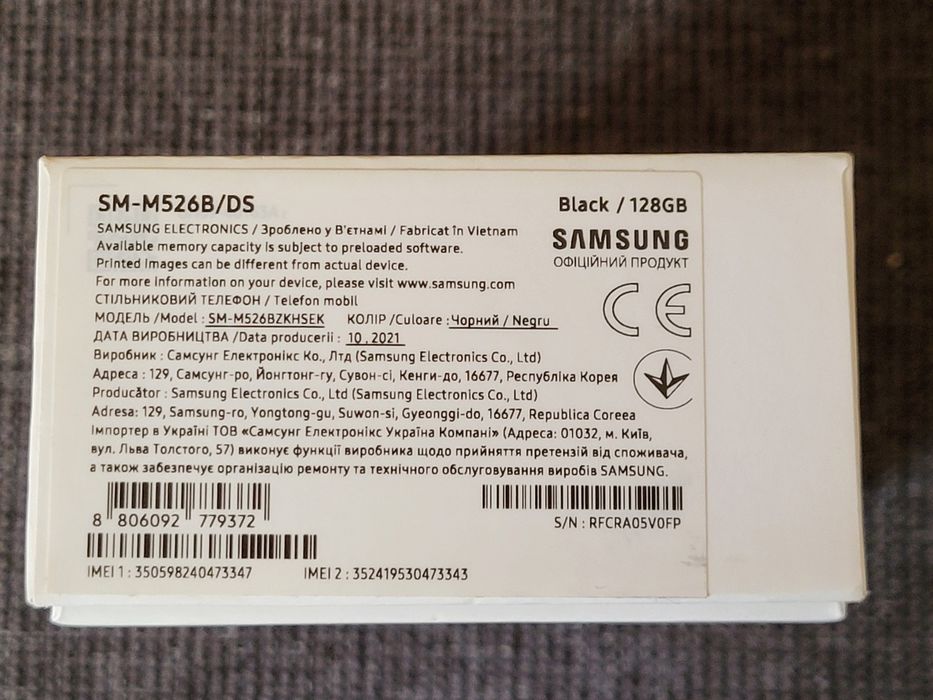 SM-M526B/DS
Black / 128GB
SAMSUNG ELECTRONICS / Зроблено у В'єтнамі / Fabricat în Vietnam
SAMSUNG
Available memory capacity is subject to preloaded software.
ОФІЦІЙНИЙ ПРОДУКТ
Printed images can be different from actual device.
For more information on your device, please visit www.samsung.com
СТІЛЬНИКОВИЙ ТЕЛЕФОН / Telefon mobil
CE
МОДЕЛЬ /Model : SM-M526BZKHSEK КОЛІР /Culoare :Чорний / Negru
ДАТА ВИРОБНИЦТВА /Data producerii : 10 . 2021
Виробник : Самсунг Електронікс Ко., Лтд (Samsung Electronics Co., Ltd)
Адреса : 129, Самсунг-ро, Йонгтонг-гу, Сувон-сі, Кенги-до, 16677, Республіка Корея
Producător : Samsung Electronics Co., Ltd (Samsung Electronics Co., Ltd)
Adresa: 129, Samsung-ro, Yongtong-gu, Suwon-si, Gyeonggi-do, 16677, Republica Coreea
Імпортер в Україні ТОВ «Самсунг Електронікс Україна Компані» (Адреса: 01032, м. Київ,
вул. Льва Толстого, 57) виконує функції виробника щодо прийняття претензій від споживача,
а також забезпечує організацію ремонту та технічного обслуговування виробів SAMSUNG.
8 806092 779372
S/N : RFCRA05V0FP
IMEI 1 : 350598240473347 IMEI 2 : 352419530473343